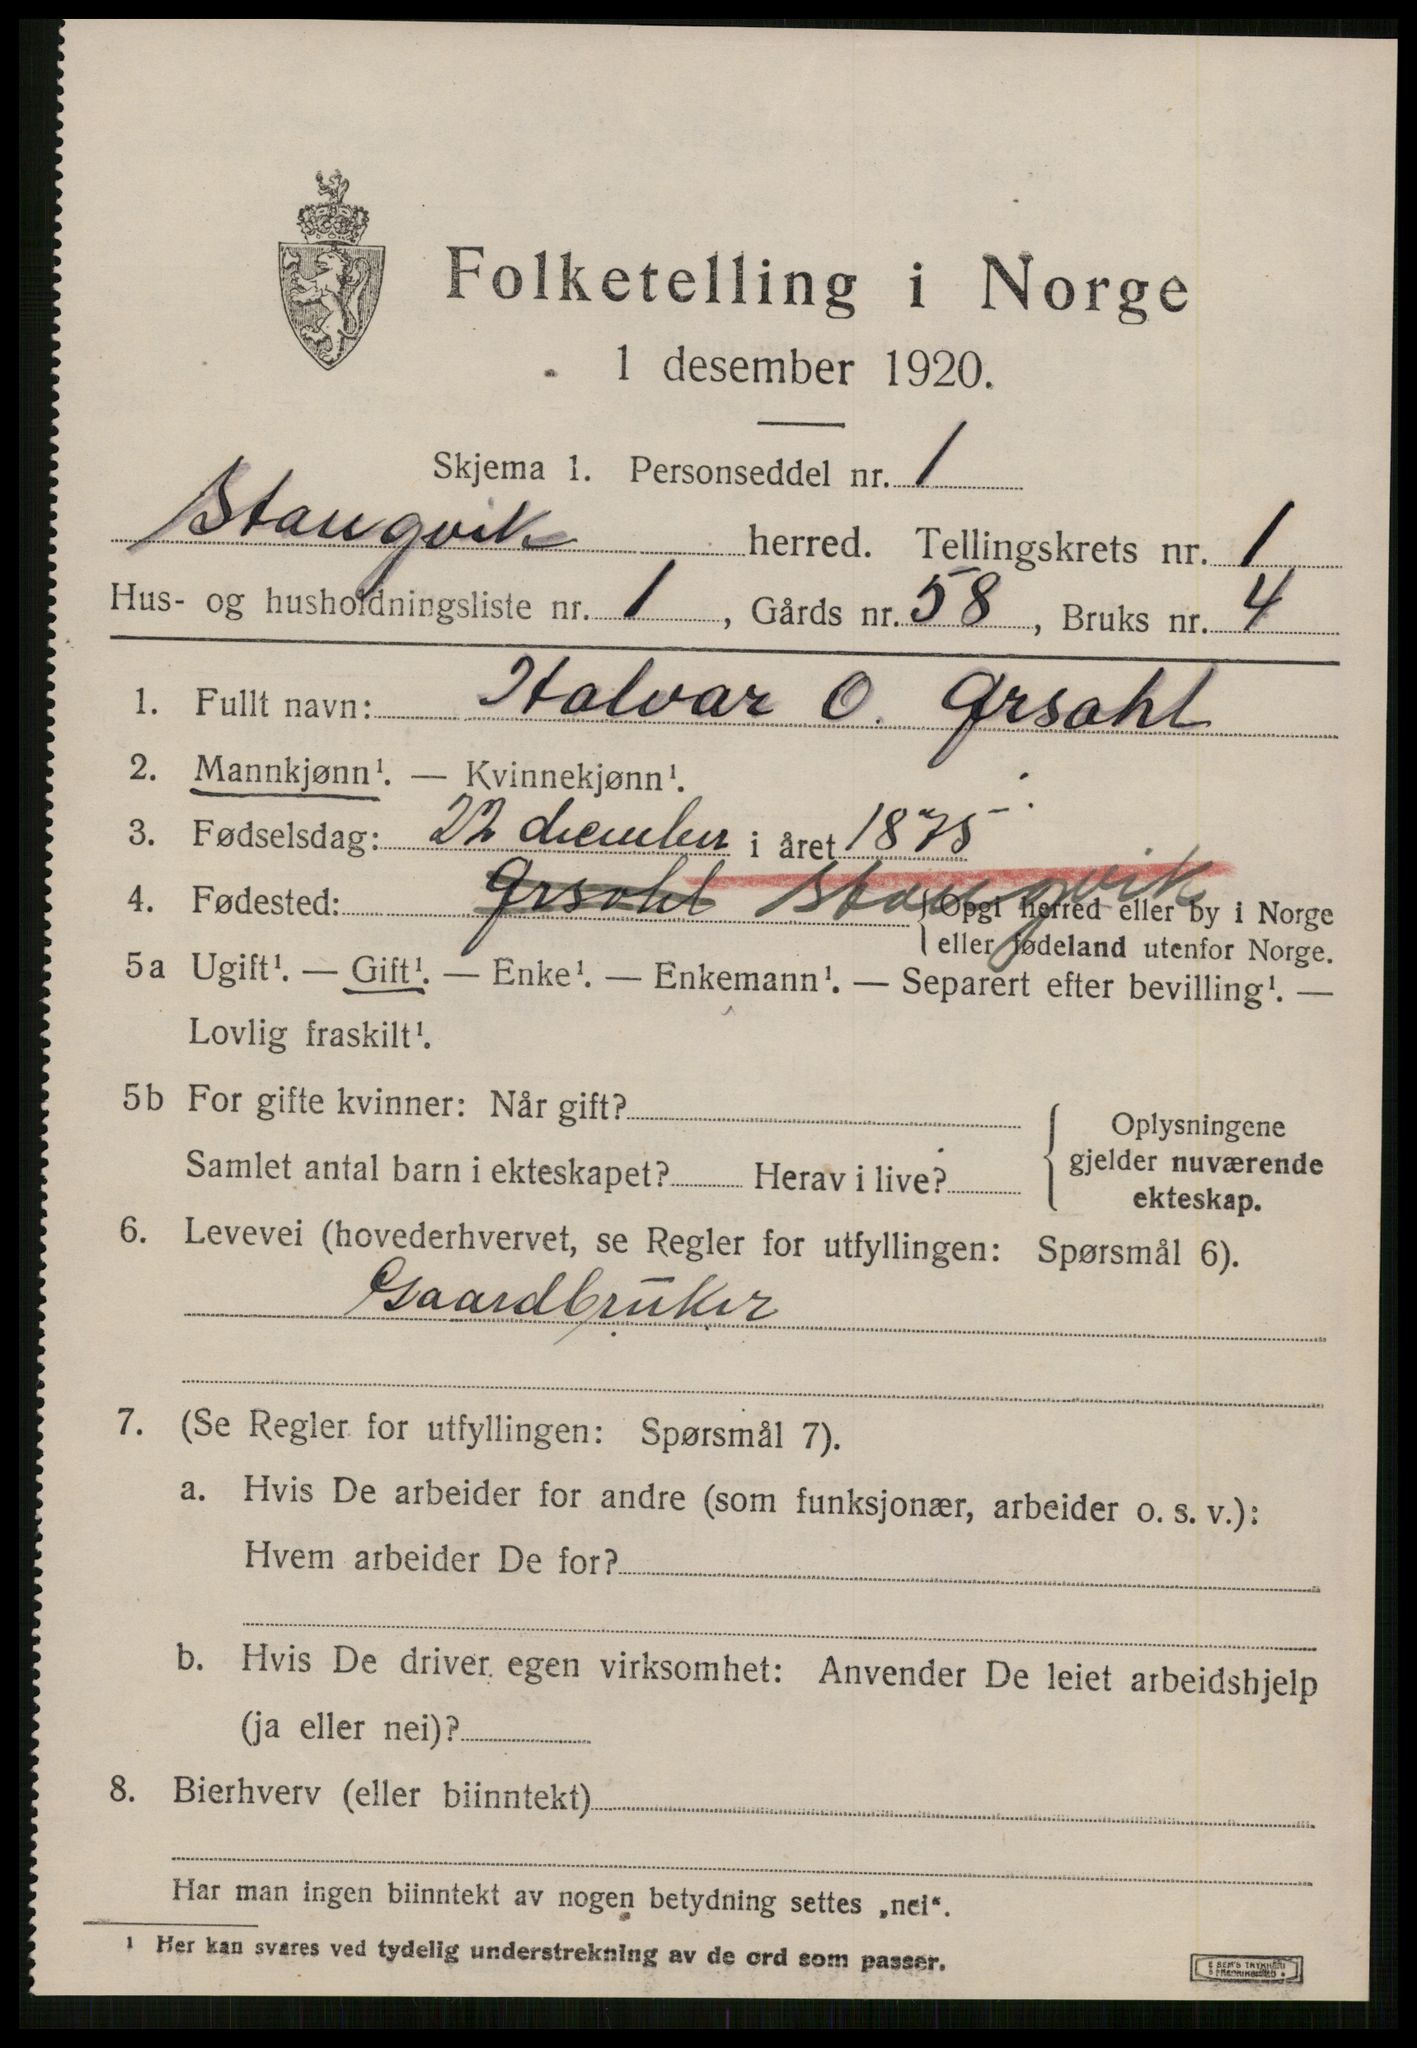 Folketelling i Norge
1 desember 1920.
Skjema 1. Personseddel nr. 1
Stangvik herred. Tellingskrets nr. 1
Hus- og husholdningsliste nr. 1, Gårds nr. 58, Bruks nr. 4
1. Fullt navn: Halvar O. Ørsahl
2. Mannkjønn¹. — Kvinnekjønn¹.
3. Fødselsdag: 22 december i året 1875
4. Fødested: Ørsahl Stangvik { Opgi herred eller by i Norge
eller fødeland utenfor Norge.
5a Ugift¹. — Gift¹. — Enke¹. — Enkemann¹. — Separert efter bevilling¹. —
Lovlig fraskilt¹.
5b For gifte kvinner: Når gift?
Samlet antal barn i ekteskapet? Herav i live?
{ Oplysningene
gjelder nuværende
ekteskap.
6. Levevei (hovederhvervet, se Regler for utfyllingen: Spørsmål 6).
Gaardbruker
7. (Se Regler for utfyllingen: Spørsmål 7).
a. Hvis De arbeider for andre (som funksjonær, arbeider o. s. v.):
Hvem arbeider De for?
b. Hvis De driver egen virksomhet: Anvender De leiet arbeidshjelp
(ja eller nei)?
8. Bierhverv (eller biinntekt)
Har man ingen biinntekt av nogen betydning settes „nei“.
¹ Her kan svares ved tydelig understrekning av de ord som passer.